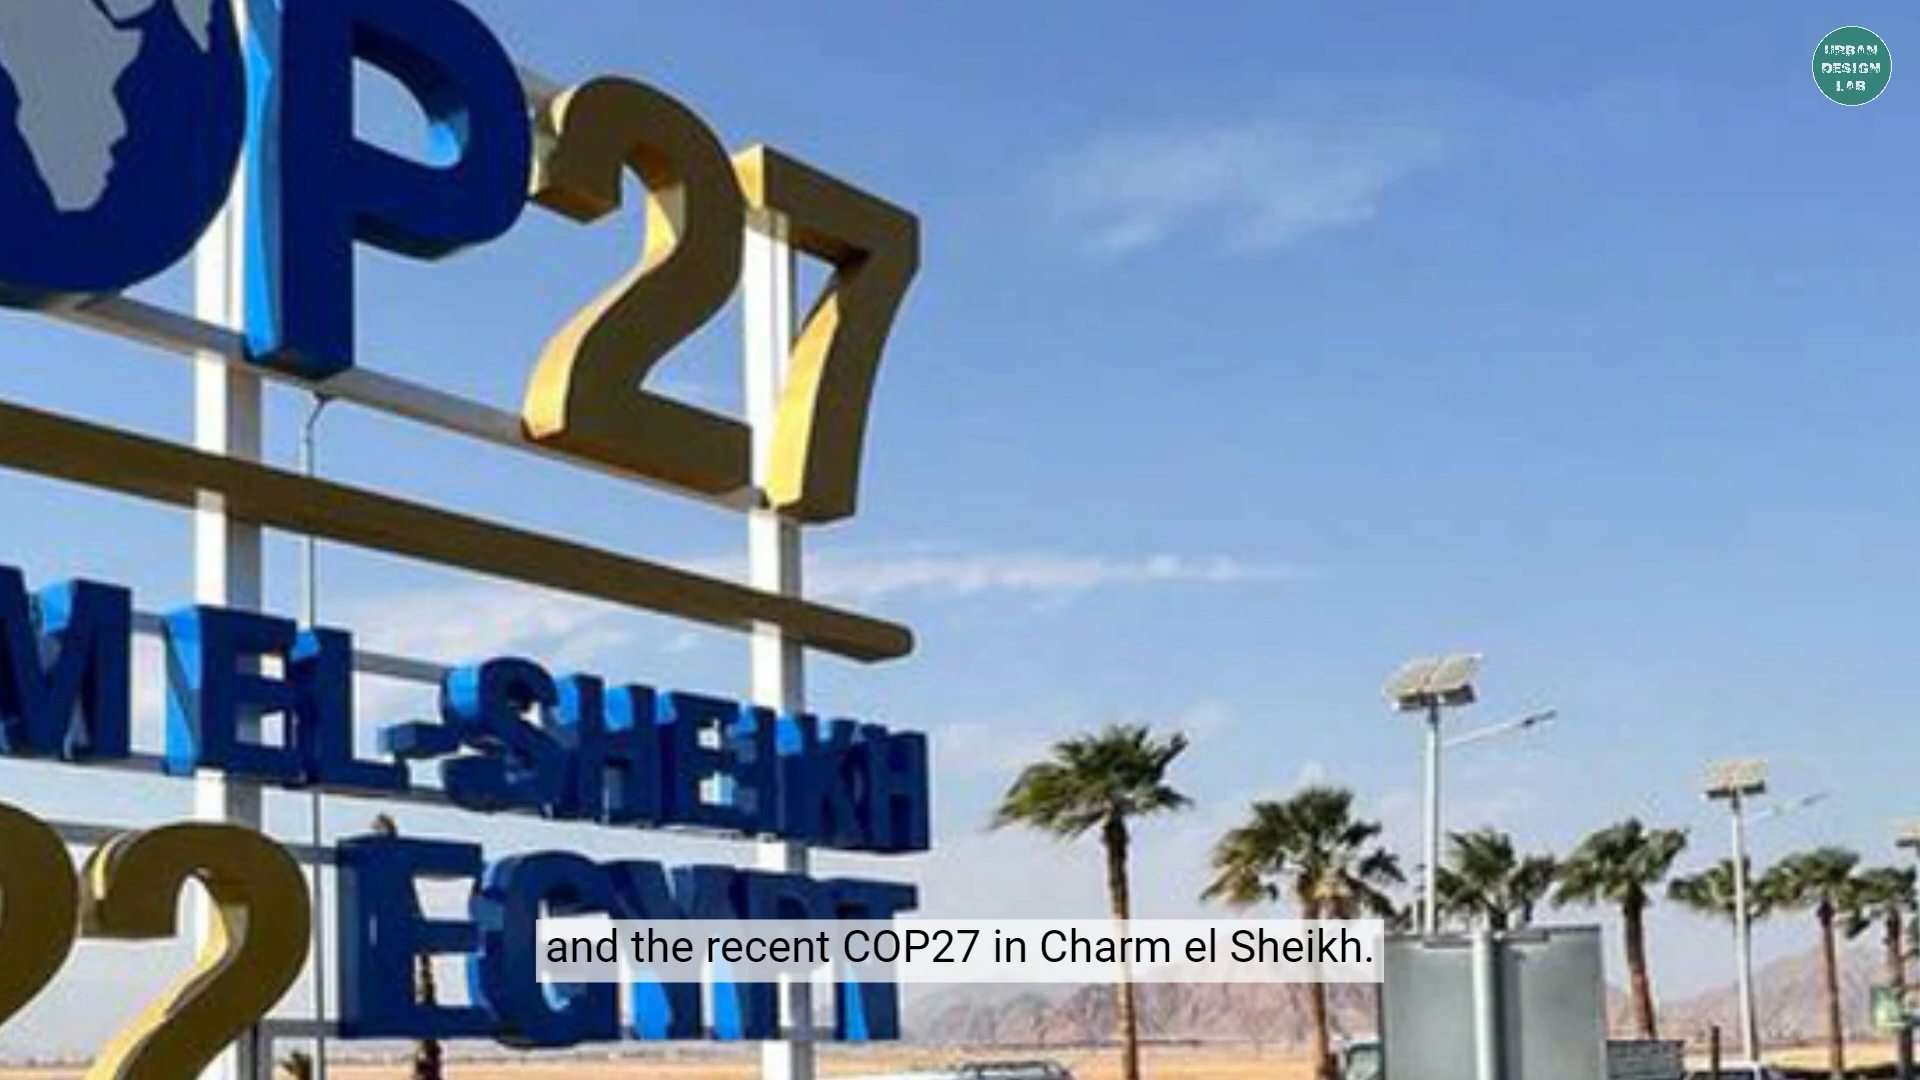 OP27
URBAN
DESIGN
LAB
M EL-SHEIKH
22 EGYPT
and the recent COP27 in Charm el Sheikh.